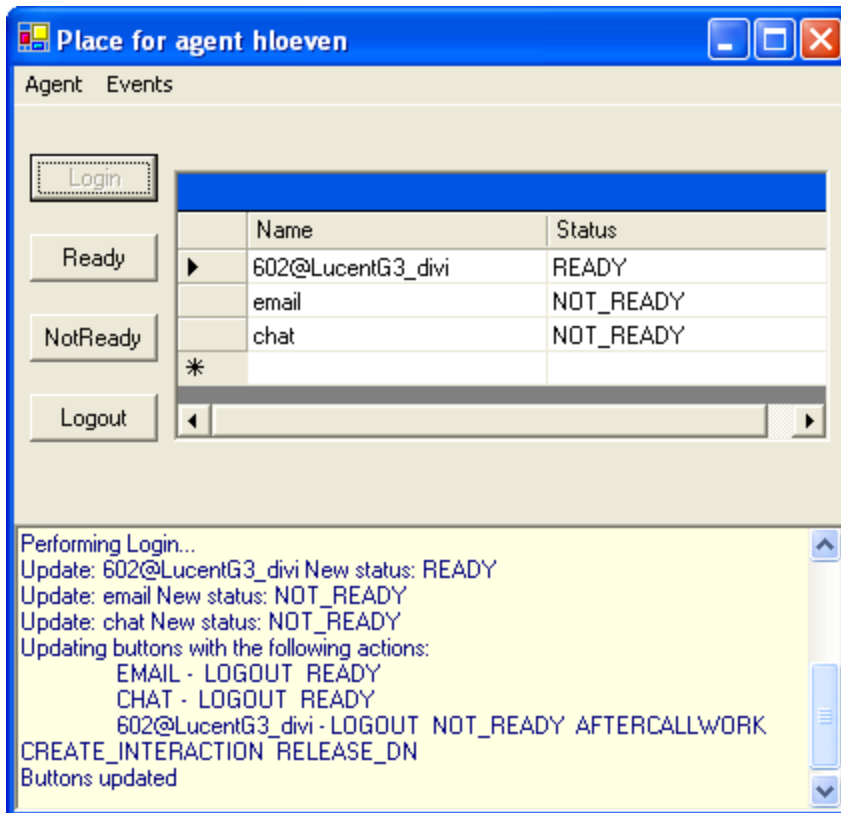 Place for agent hloeven
Agent Events
Login
Ready
NotReady
Logout
Name Status
602@LucentG3_divi READY
email NOT_READY
chat NOT_READY
Performing Login...
Update: 602@LucentG3_divi New status: READY
Update: email New status: NOT_READY
Update: chat New status: NOT_READY
Updating buttons with the following actions:
EMAIL - LOGOUT READY
CHAT - LOGOUT READY
602@LucentG3_divi - LOGOUT NOT_READY AFTERCALLWORK
CREATE_INTERACTION RELEASE_DN
Buttons updated